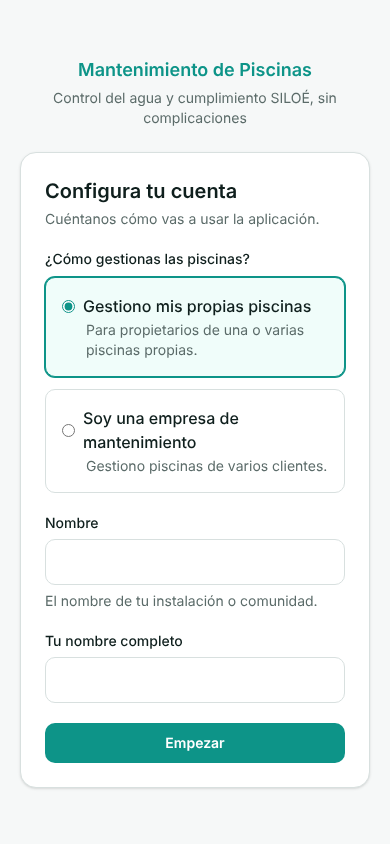 Mantenimiento de Piscinas
Control del agua y cumplimiento SILOÉ, sin
complicaciones
Configura tu cuenta
Cuéntanos cómo vas a usar la aplicación.
¿Cómo gestionas las piscinas?
Gestiono mis propias piscinas
Para propietarios de una o varias
piscinas propias.
Soy una empresa de
mantenimiento
Gestiono piscinas de varios clientes.
Nombre
El nombre de tu instalación o comunidad.
Tu nombre completo
Empezar